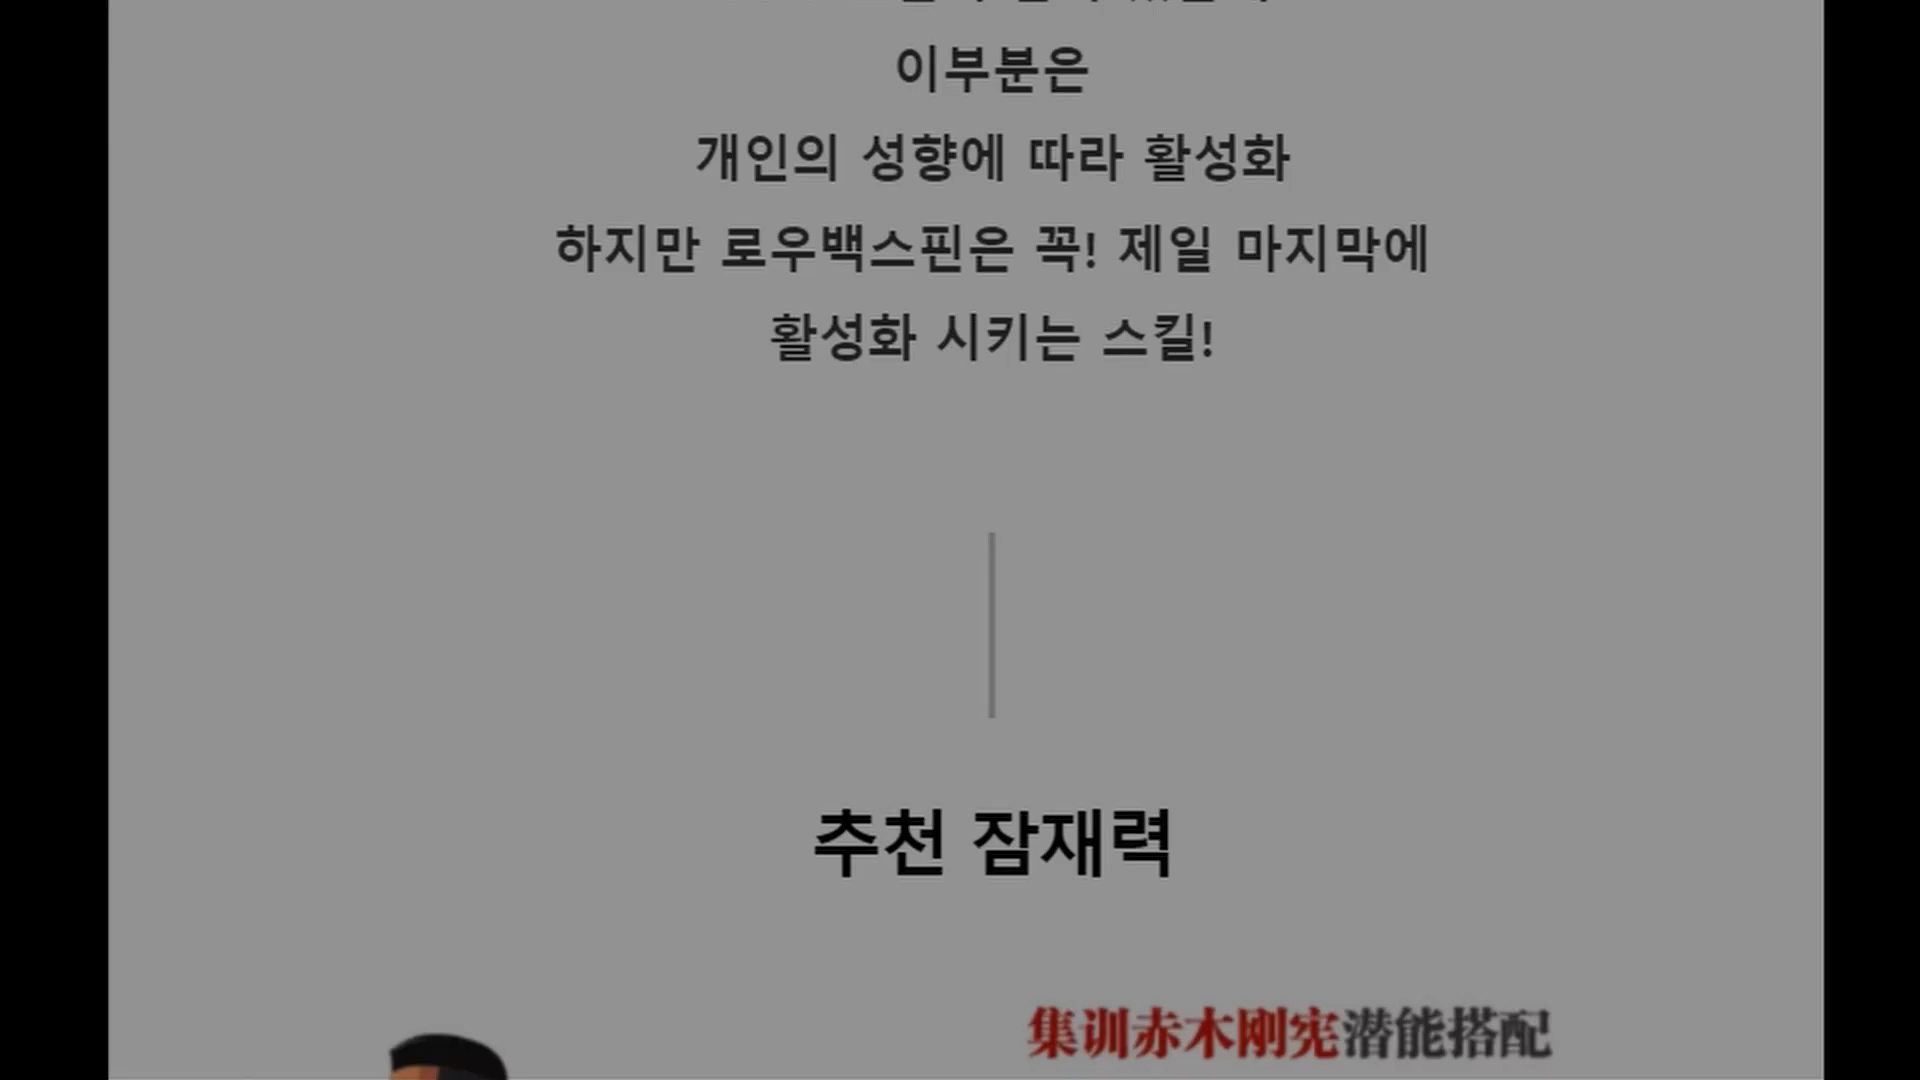 이부분은
개인의 성향에 따라 활성화
하지만 로우백스핀은 꼭! 제일 마지막에
활성화 시키는 스킬!
추천 잠재력
集训赤木刚宪潜能搭配